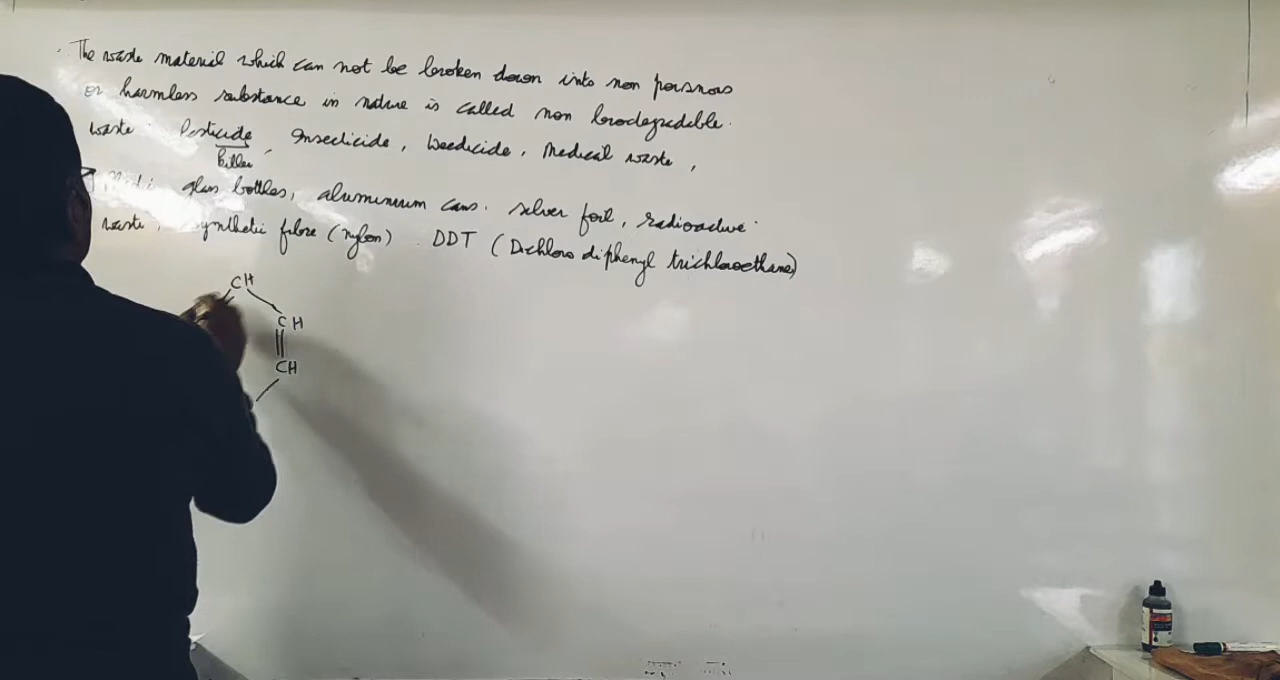 The waste material which can not be broken down into non poisnous
or harmless substance in nature is called non biodegradable.
waste. Pesticide, Insecticide, Weedicide, Medical waste,
Killer
glass bottles, aluminium cans. silver foil, radioactive
waste, synthetic fibre (nylon). DDT (Dichloro diphenyl trichloroethane)
CH
CH
CH